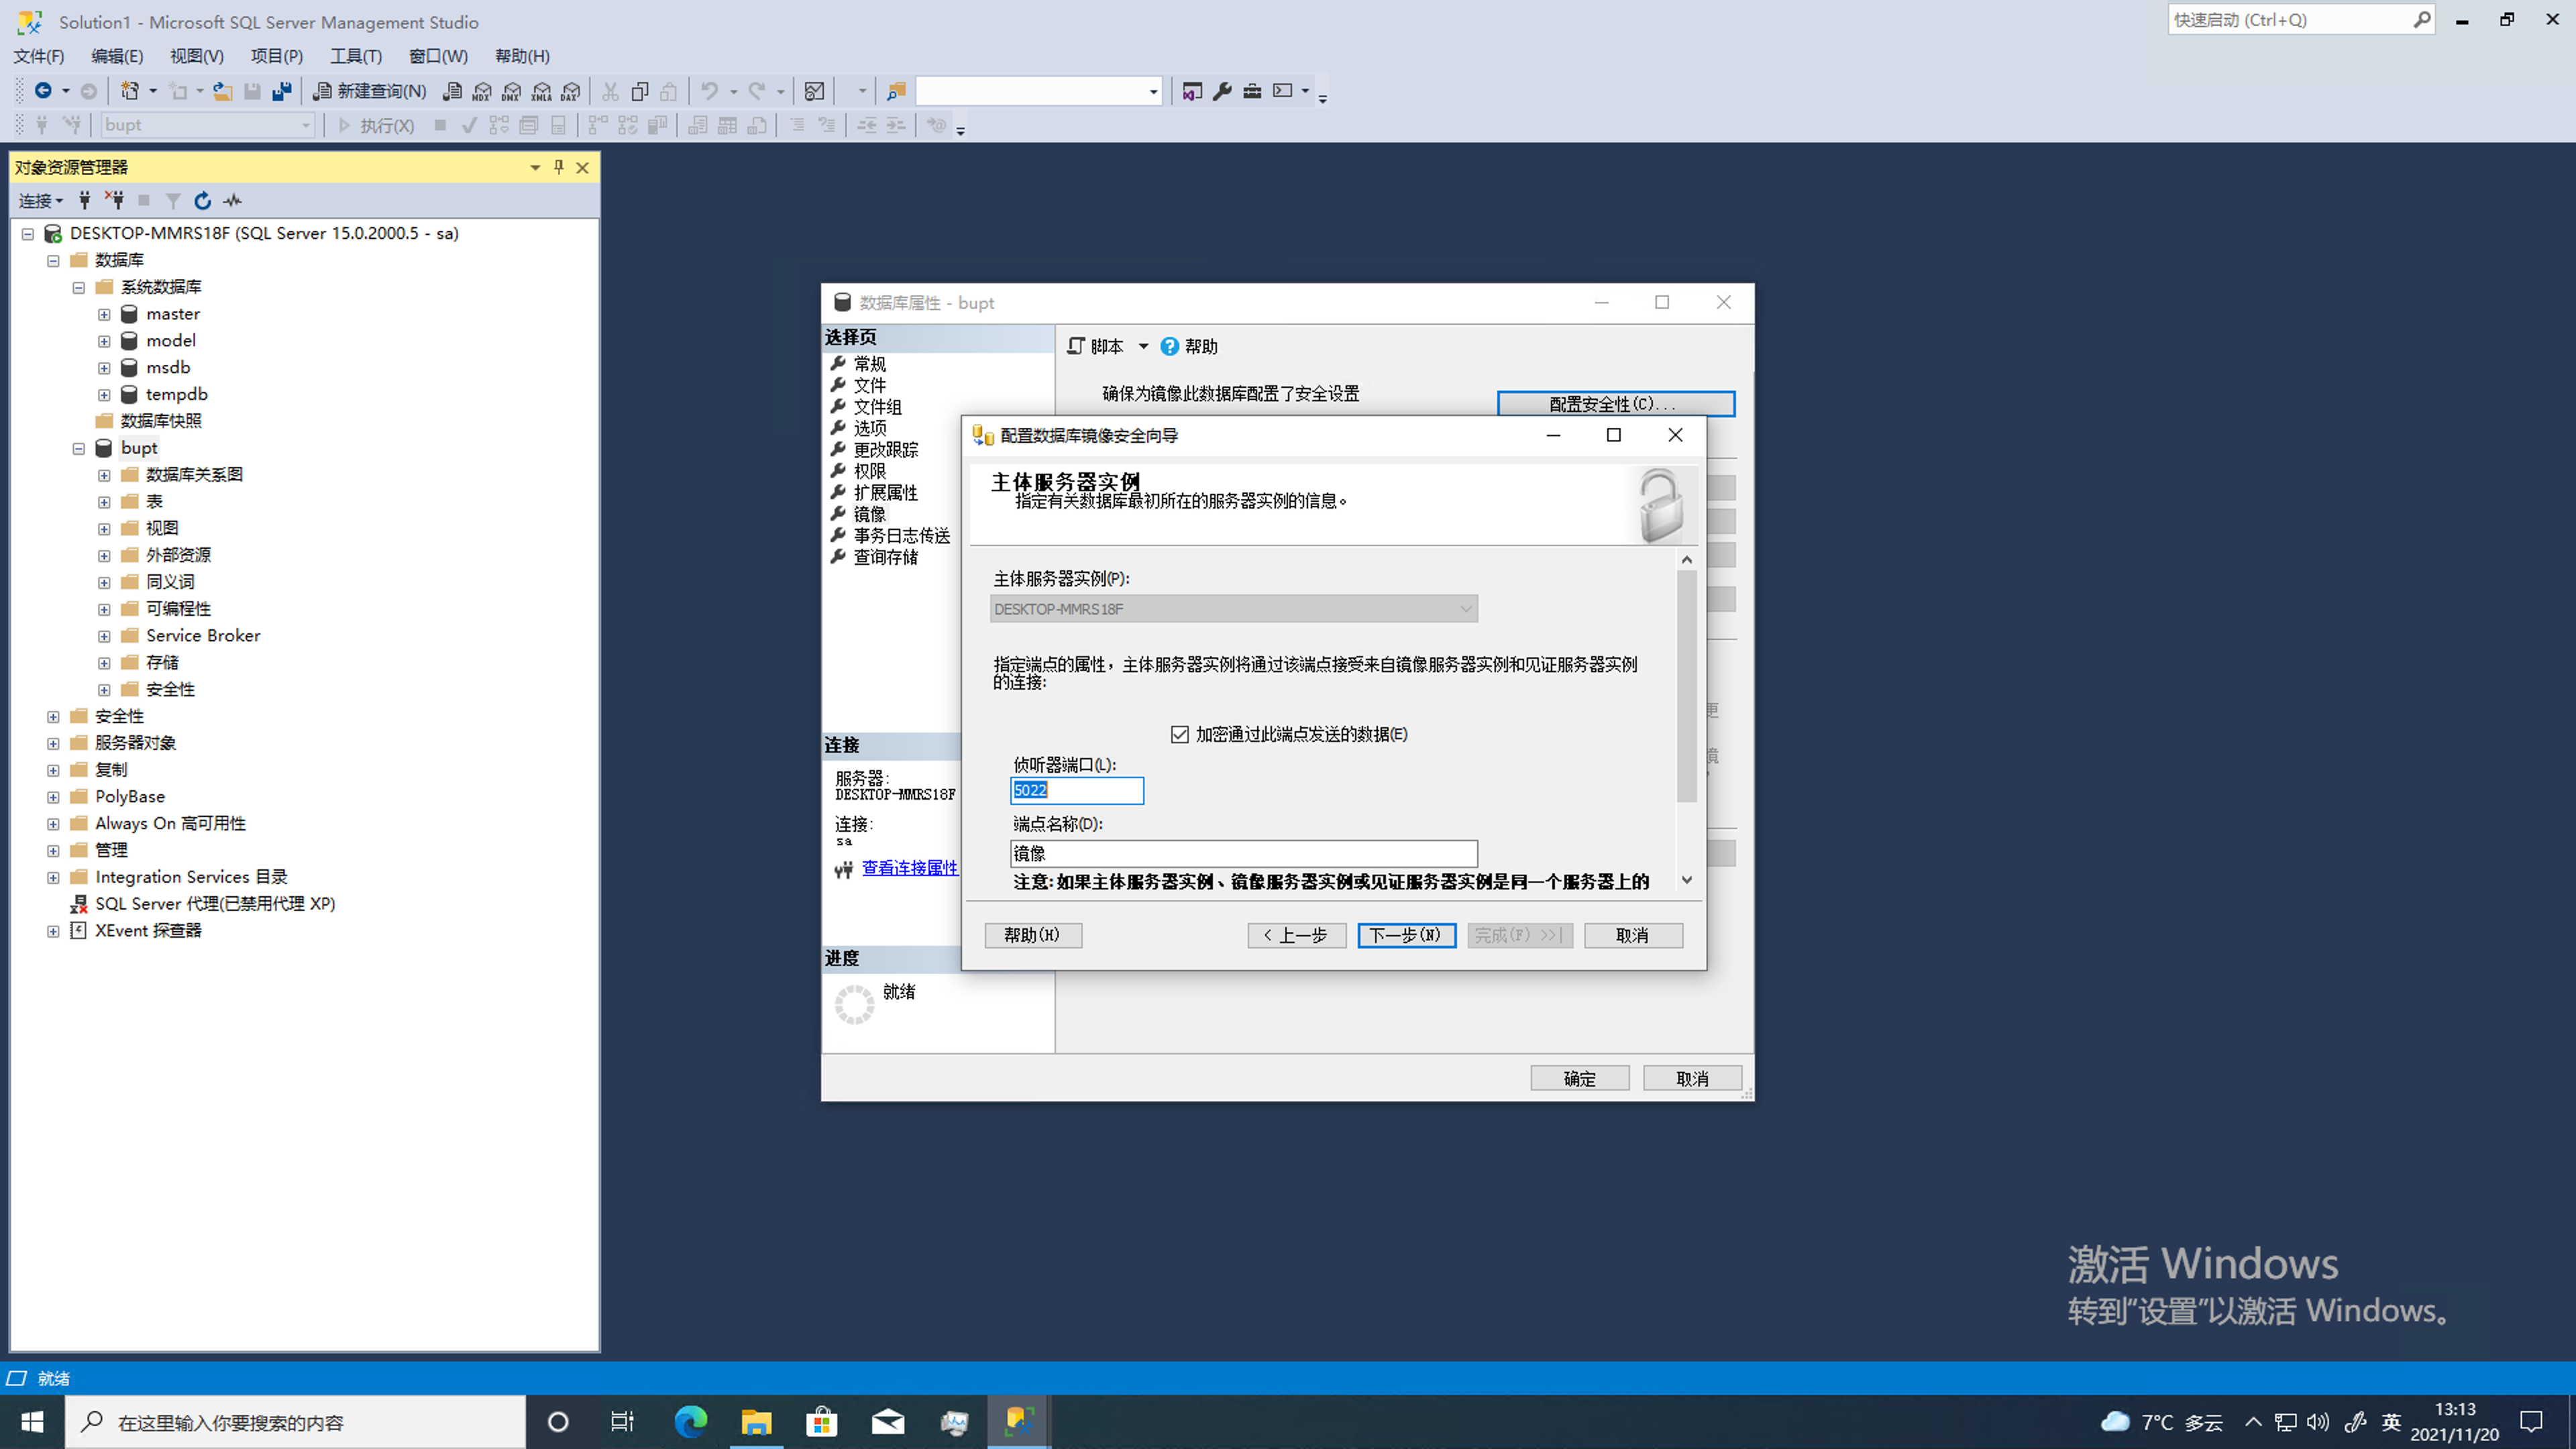 Solution1 - Microsoft SQL Server Management Studio
快速启动 (Ctrl+Q)
文件(F) 编辑(E) 视图(V) 项目(P) 工具(T) 窗口(W) 帮助(H)
新建查询(N) MDX DMX XMLA DAX
bupt 执行(X)
对象资源管理器
连接
DESKTOP-MMRS18F (SQL Server 15.0.2000.5 - sa)
数据库
系统数据库
master
model
msdb
tempdb
数据库快照
bupt
数据库关系图
表
视图
外部资源
同义词
可编程性
Service Broker
存储
安全性
安全性
服务器对象
复制
PolyBase
Always On 高可用性
管理
Integration Services 目录
SQL Server 代理(已禁用代理 XP)
XEvent 探查器
数据库属性 - bupt
选择页
常规
文件
文件组
选项
更改跟踪
权限
扩展属性
镜像
事务日志传送
查询存储
脚本 帮助
确保为镜像此数据库配置了安全设置
配置安全性(C)...
更
镜
连接
服务器:
DESKTOP-MMRS18F
连接:
sa
查看连接属性
进度
就绪
确定 取消
配置数据库镜像安全向导
主体服务器实例
指定有关数据库最初所在的服务器实例的信息。
主体服务器实例(P):
DESKTOP-MMRS18F
指定端点的属性，主体服务器实例将通过该端点接受来自镜像服务器实例和见证服务器实例
的连接:
加密通过此端点发送的数据(E)
侦听器端口(L):
5022
端点名称(D):
镜像
注意:如果主体服务器实例、镜像服务器实例或见证服务器实例是同一个服务器上的
帮助(H) < 上一步 下一步(N) 完成(F) >>| 取消
激活 Windows
转到"设置"以激活 Windows。
就绪
在这里输入你要搜索的内容
7°C 多云 英 13:13
2021/11/20